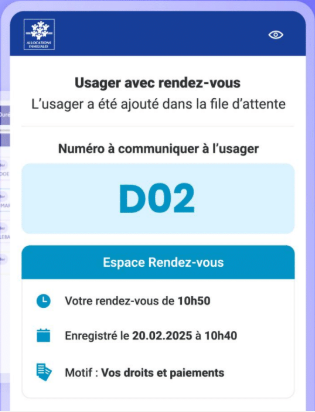 ALLOCATIONS
FAMILIALES
Usager avec rendez-vous
L'usager a été ajouté dans la file d'attente
Numéro à communiquer à l'usager
D02
Espace Rendez-vous
Votre rendez-vous de 10h50
Enregistré le 20.02.2025 à 10h40
Motif : Vos droits et paiements